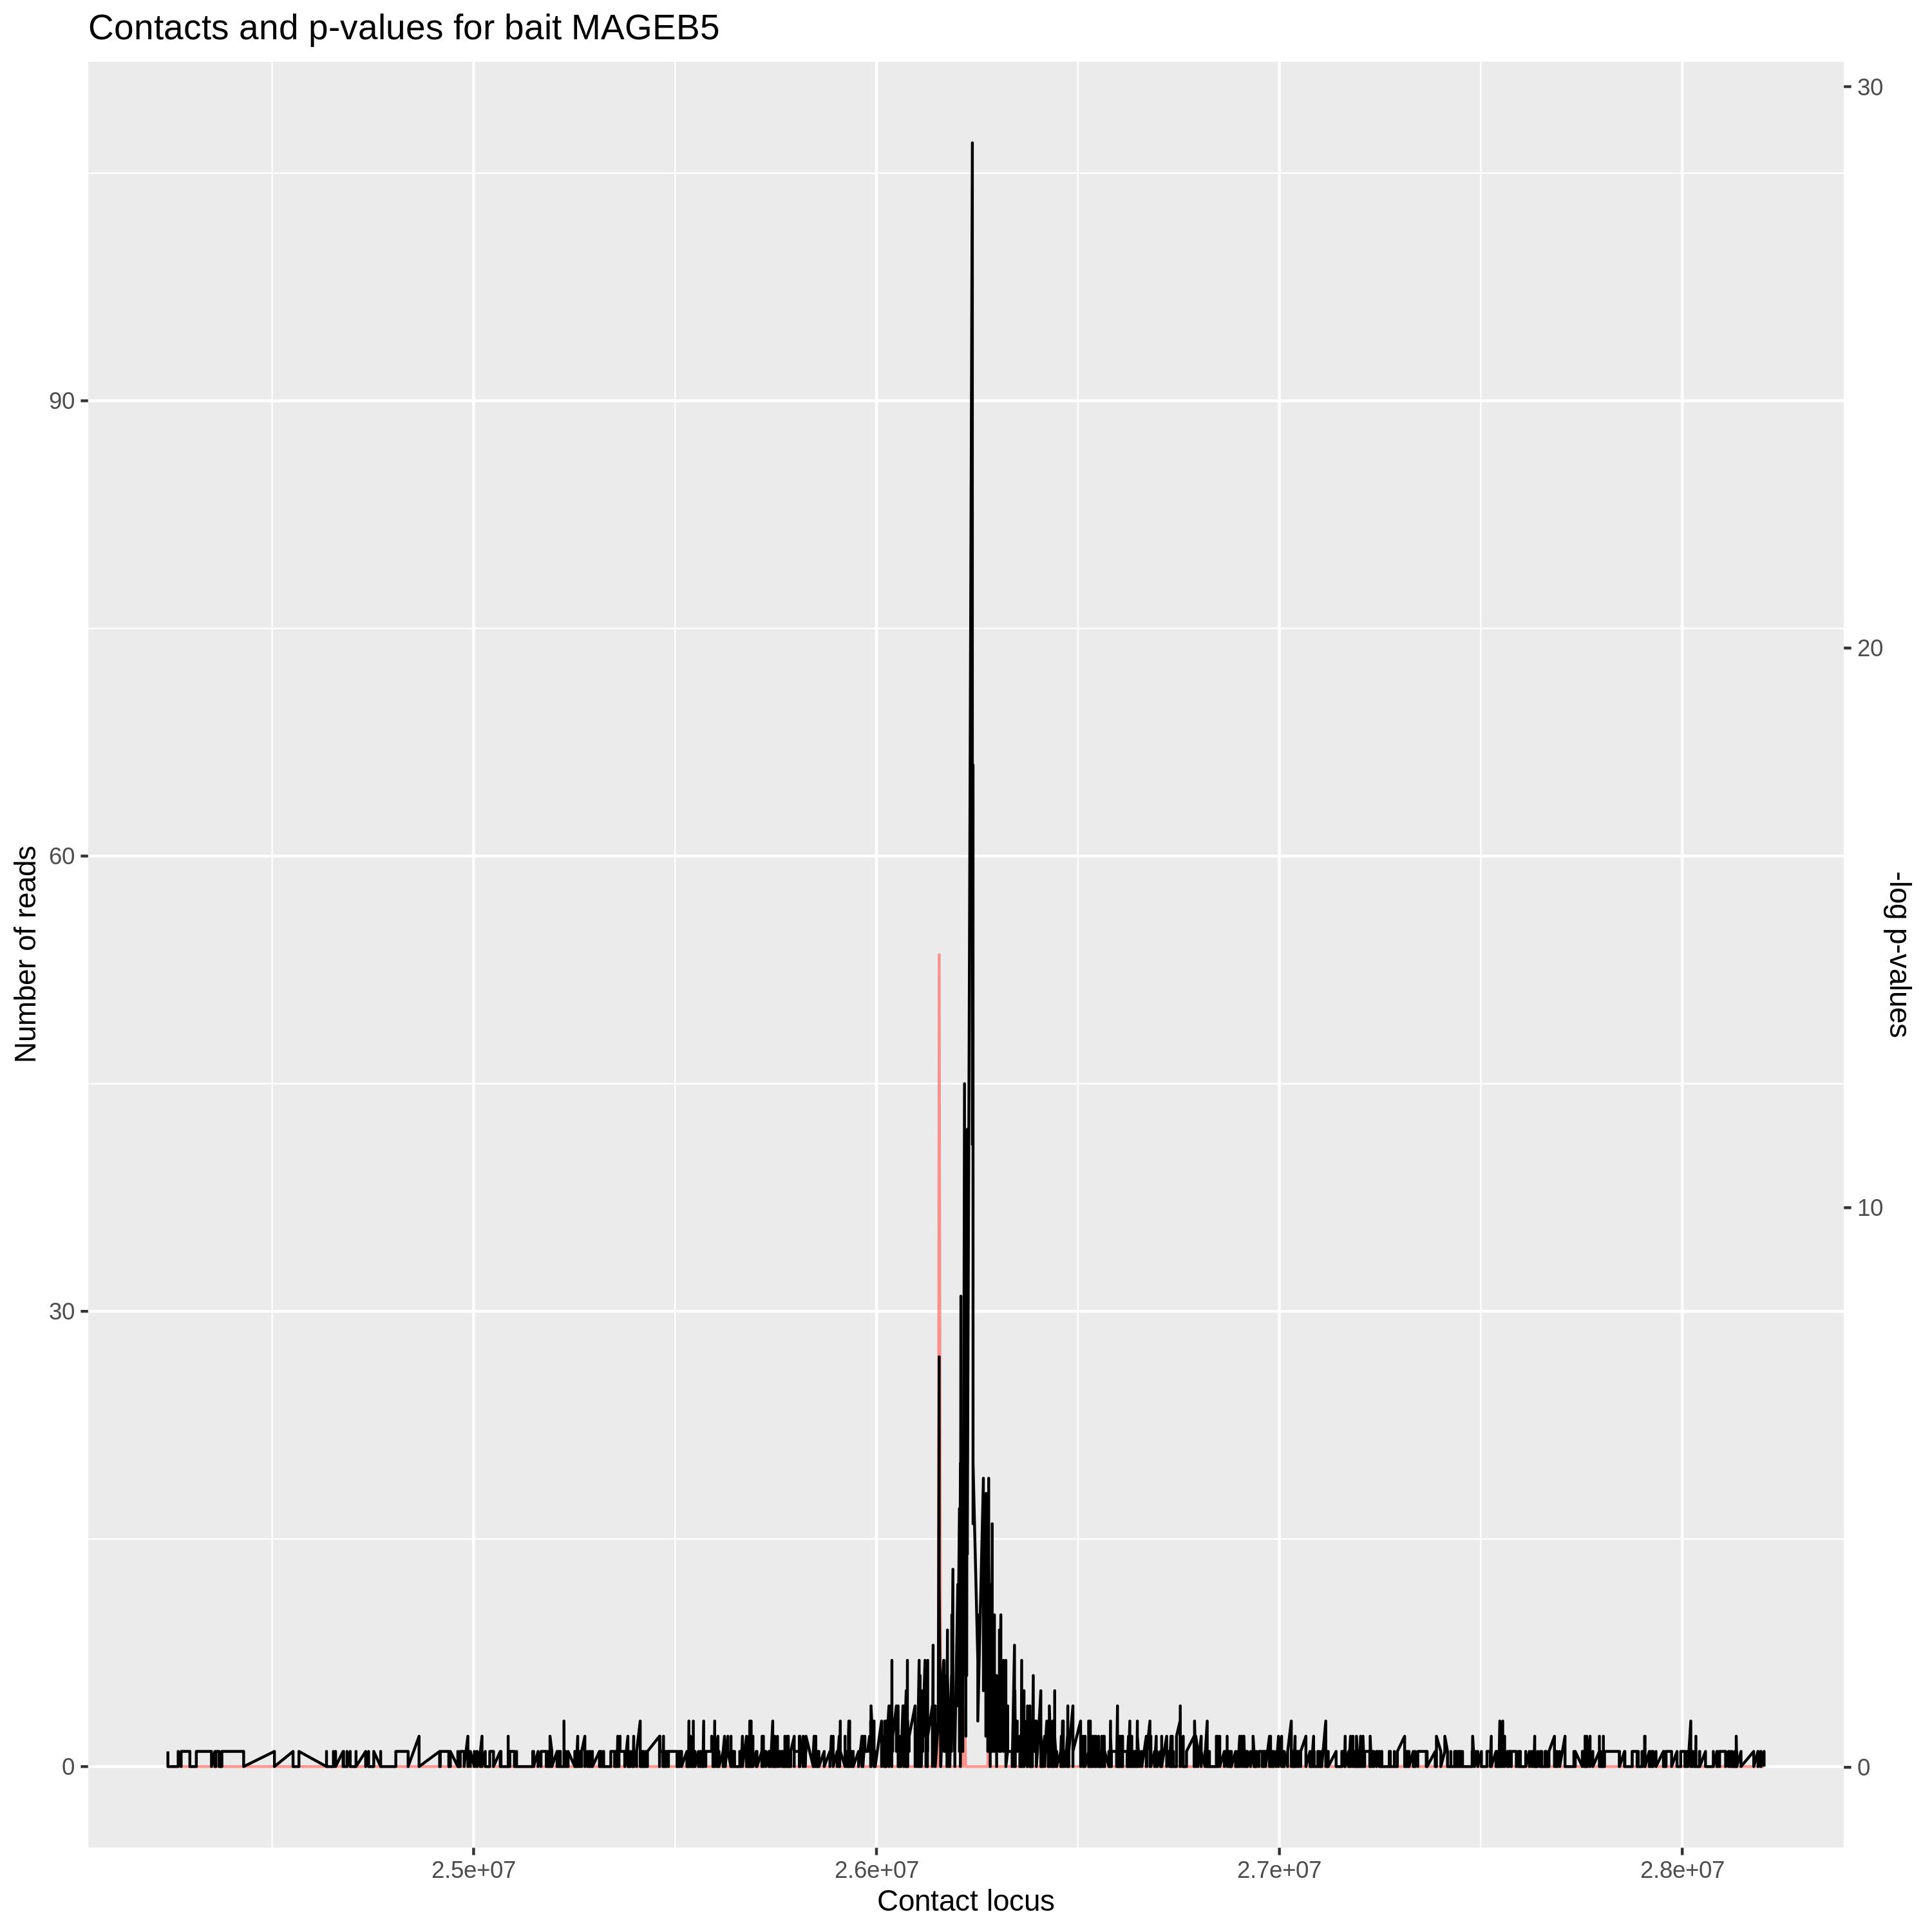 Contacts and p-values for bait MAGEB5
90
60
30
0
Number of reads
30
20
10
0
-log p-values
2.5e+07
2.6e+07
2.7e+07
2.8e+07
Contact locus